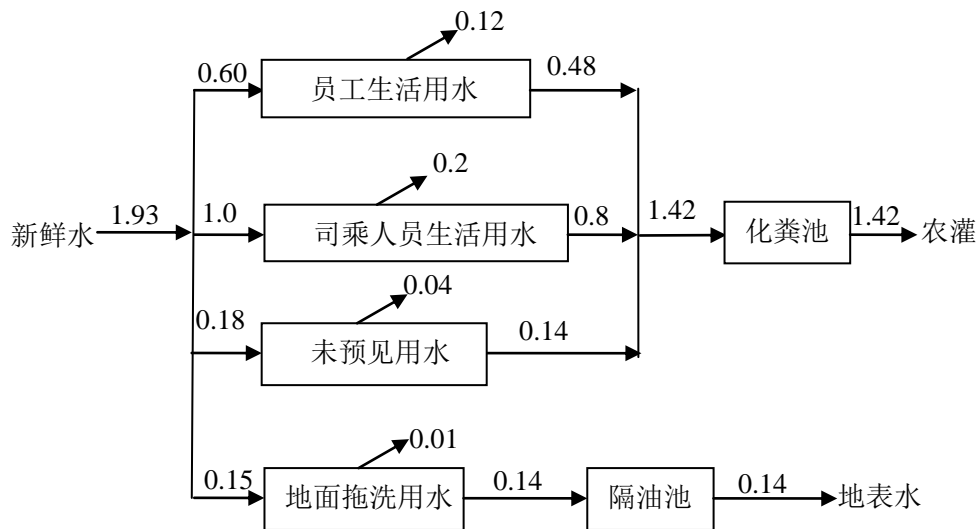 0.12
0.60
员工生活用水
0.48
0.2
新鲜水
1.93
1.0
司乘人员生活用水
0.8
1.42
化粪池
1.42
农灌
0.04
0.18
未预见用水
0.14
0.01
0.15
地面拖洗用水
0.14
隔油池
0.14
地表水